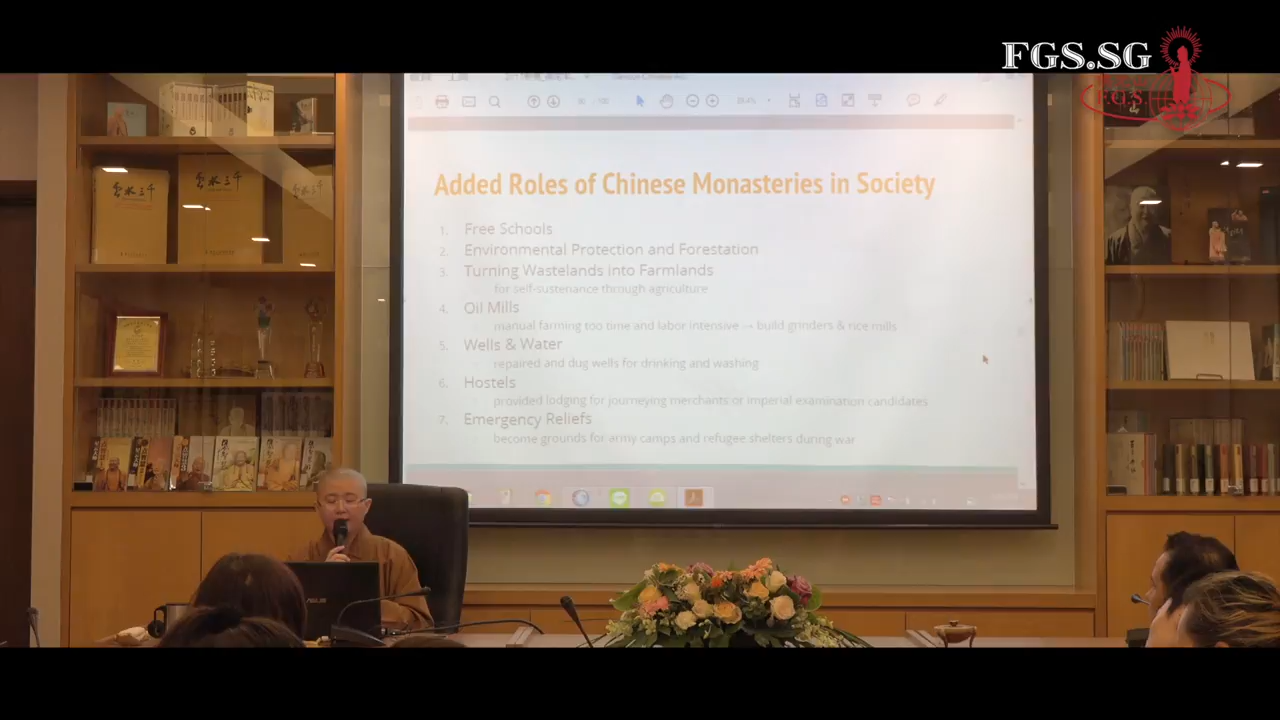 FGS.SG
F.G.S.
Added Roles of Chinese Monasteries in Society
1. Free Schools
2. Environmental Protection and Forestation
3. Turning Wastelands into Farmlands
for self-sustenance through agriculture
4. Oil Mills
manual farming too time and labor intensive → build grinders & rice mills
5. Wells & Water
repaired and dug wells for drinking and washing
6. Hostels
provided lodging for journeying merchants or imperial examination candidates
7. Emergency Reliefs
become grounds for army camps and refugee shelters during war
ASUS